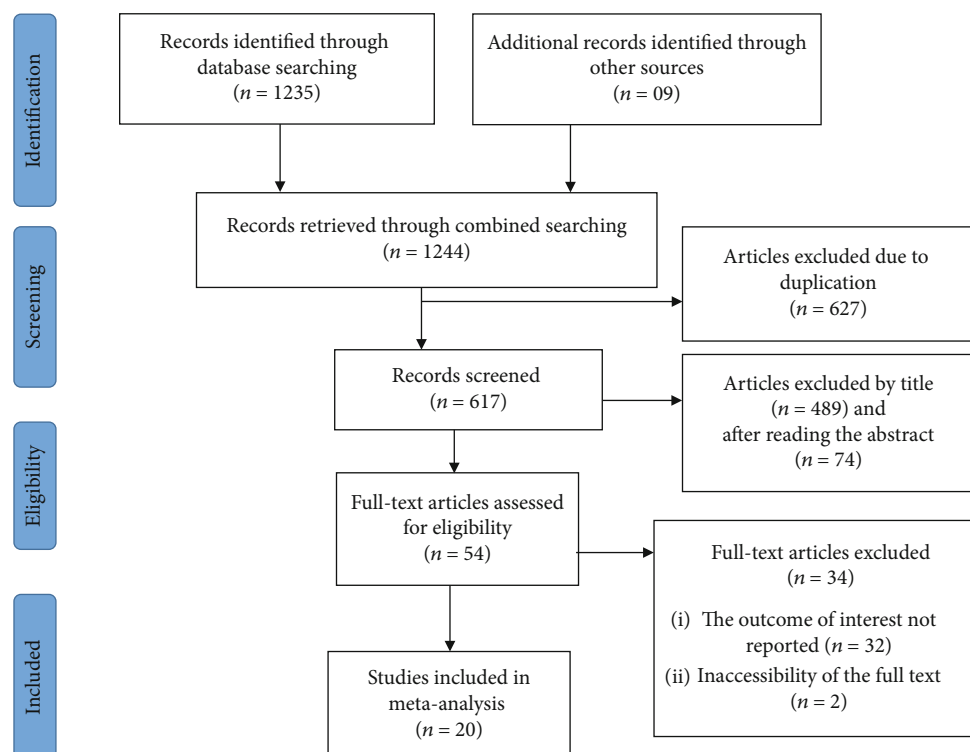 Identification
Records identified through
database searching
(n = 1235)
Additional records identified through
other sources
(n = 09)
Records retrieved through combined searching
(n = 1244)
Screening
Articles excluded due to
duplication
(n = 627)
Records screened
(n = 617)
Articles excluded by title
(n = 489) and
after reading the abstract
(n = 74)
Eligibility
Full-text articles assessed
for eligibility
(n = 54)
Full-text articles excluded
(n = 34)
(i) The outcome of interest not
reported (n = 32)
(ii) Inaccessibility of the full text
(n = 2)
Included
Studies included in
meta-analysis
(n = 20)